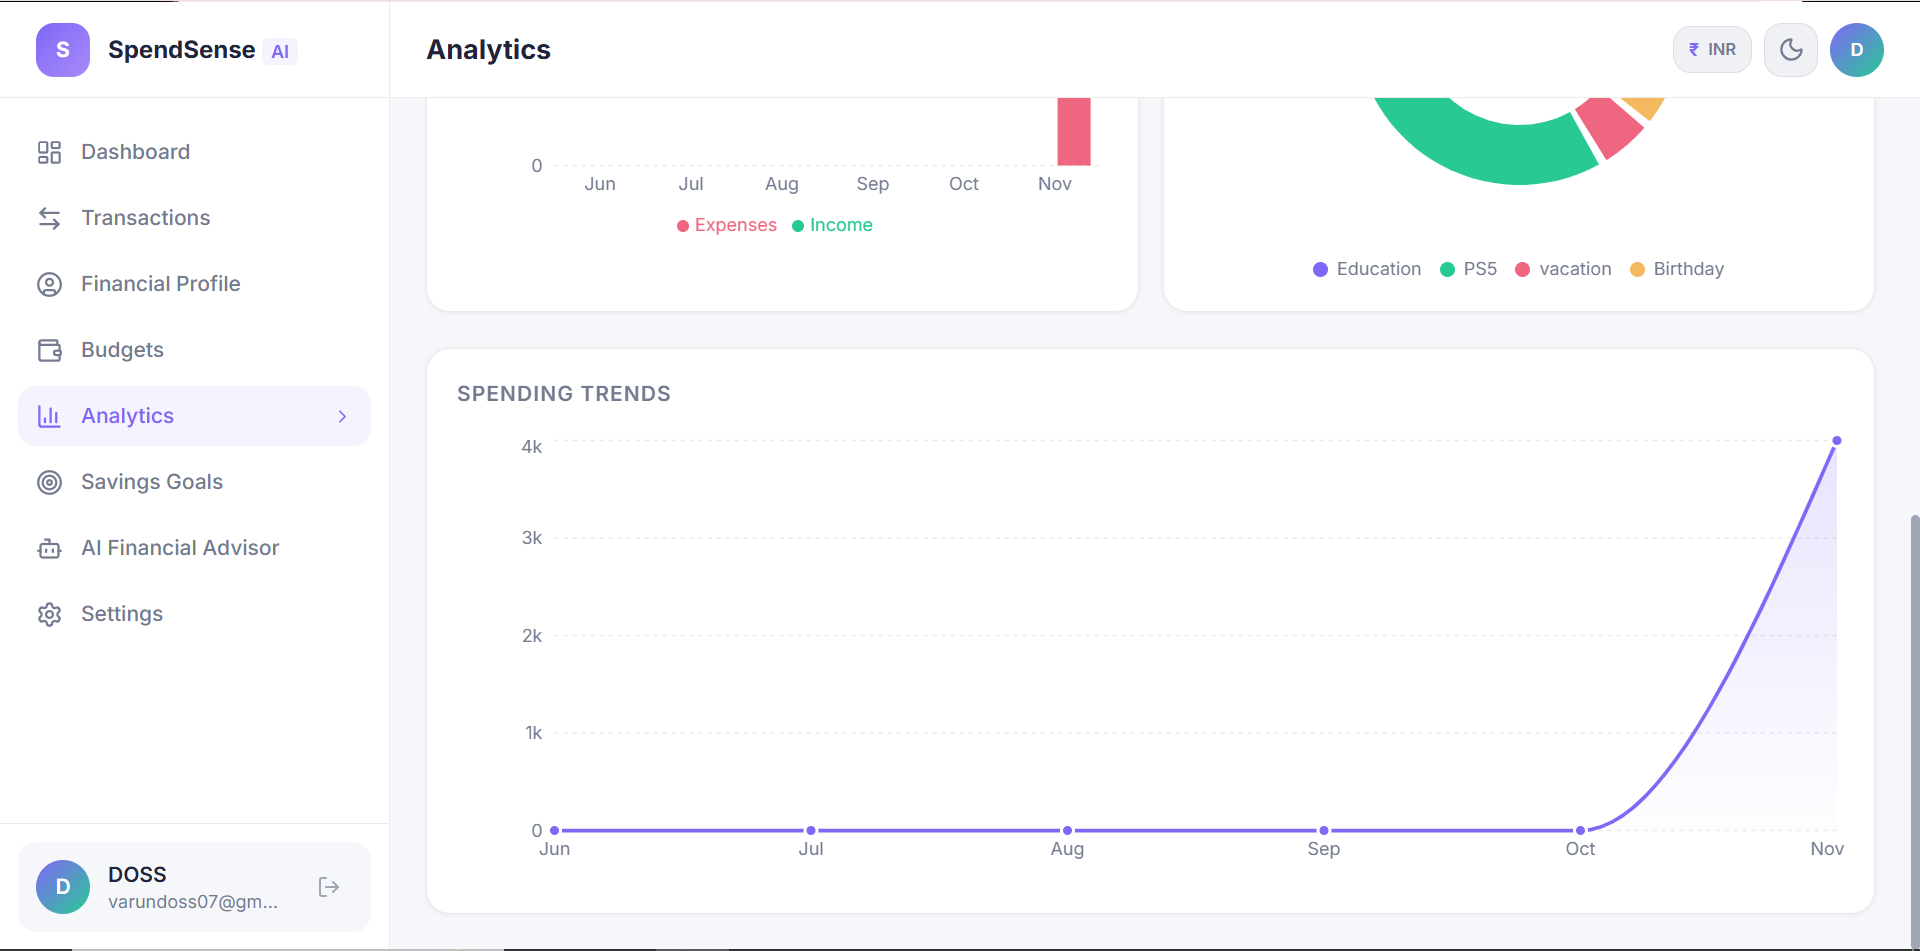 S
SpendSense AI
Analytics
₹ INR
D
Dashboard
Transactions
Financial Profile
Budgets
Analytics
Savings Goals
AI Financial Advisor
Settings
D
DOSS
varundoss07@gm...
0
Jun Jul Aug Sep Oct Nov
Expenses Income
Education PS5 vacation Birthday
SPENDING TRENDS
4k
3k
2k
1k
0
Jun Jul Aug Sep Oct Nov